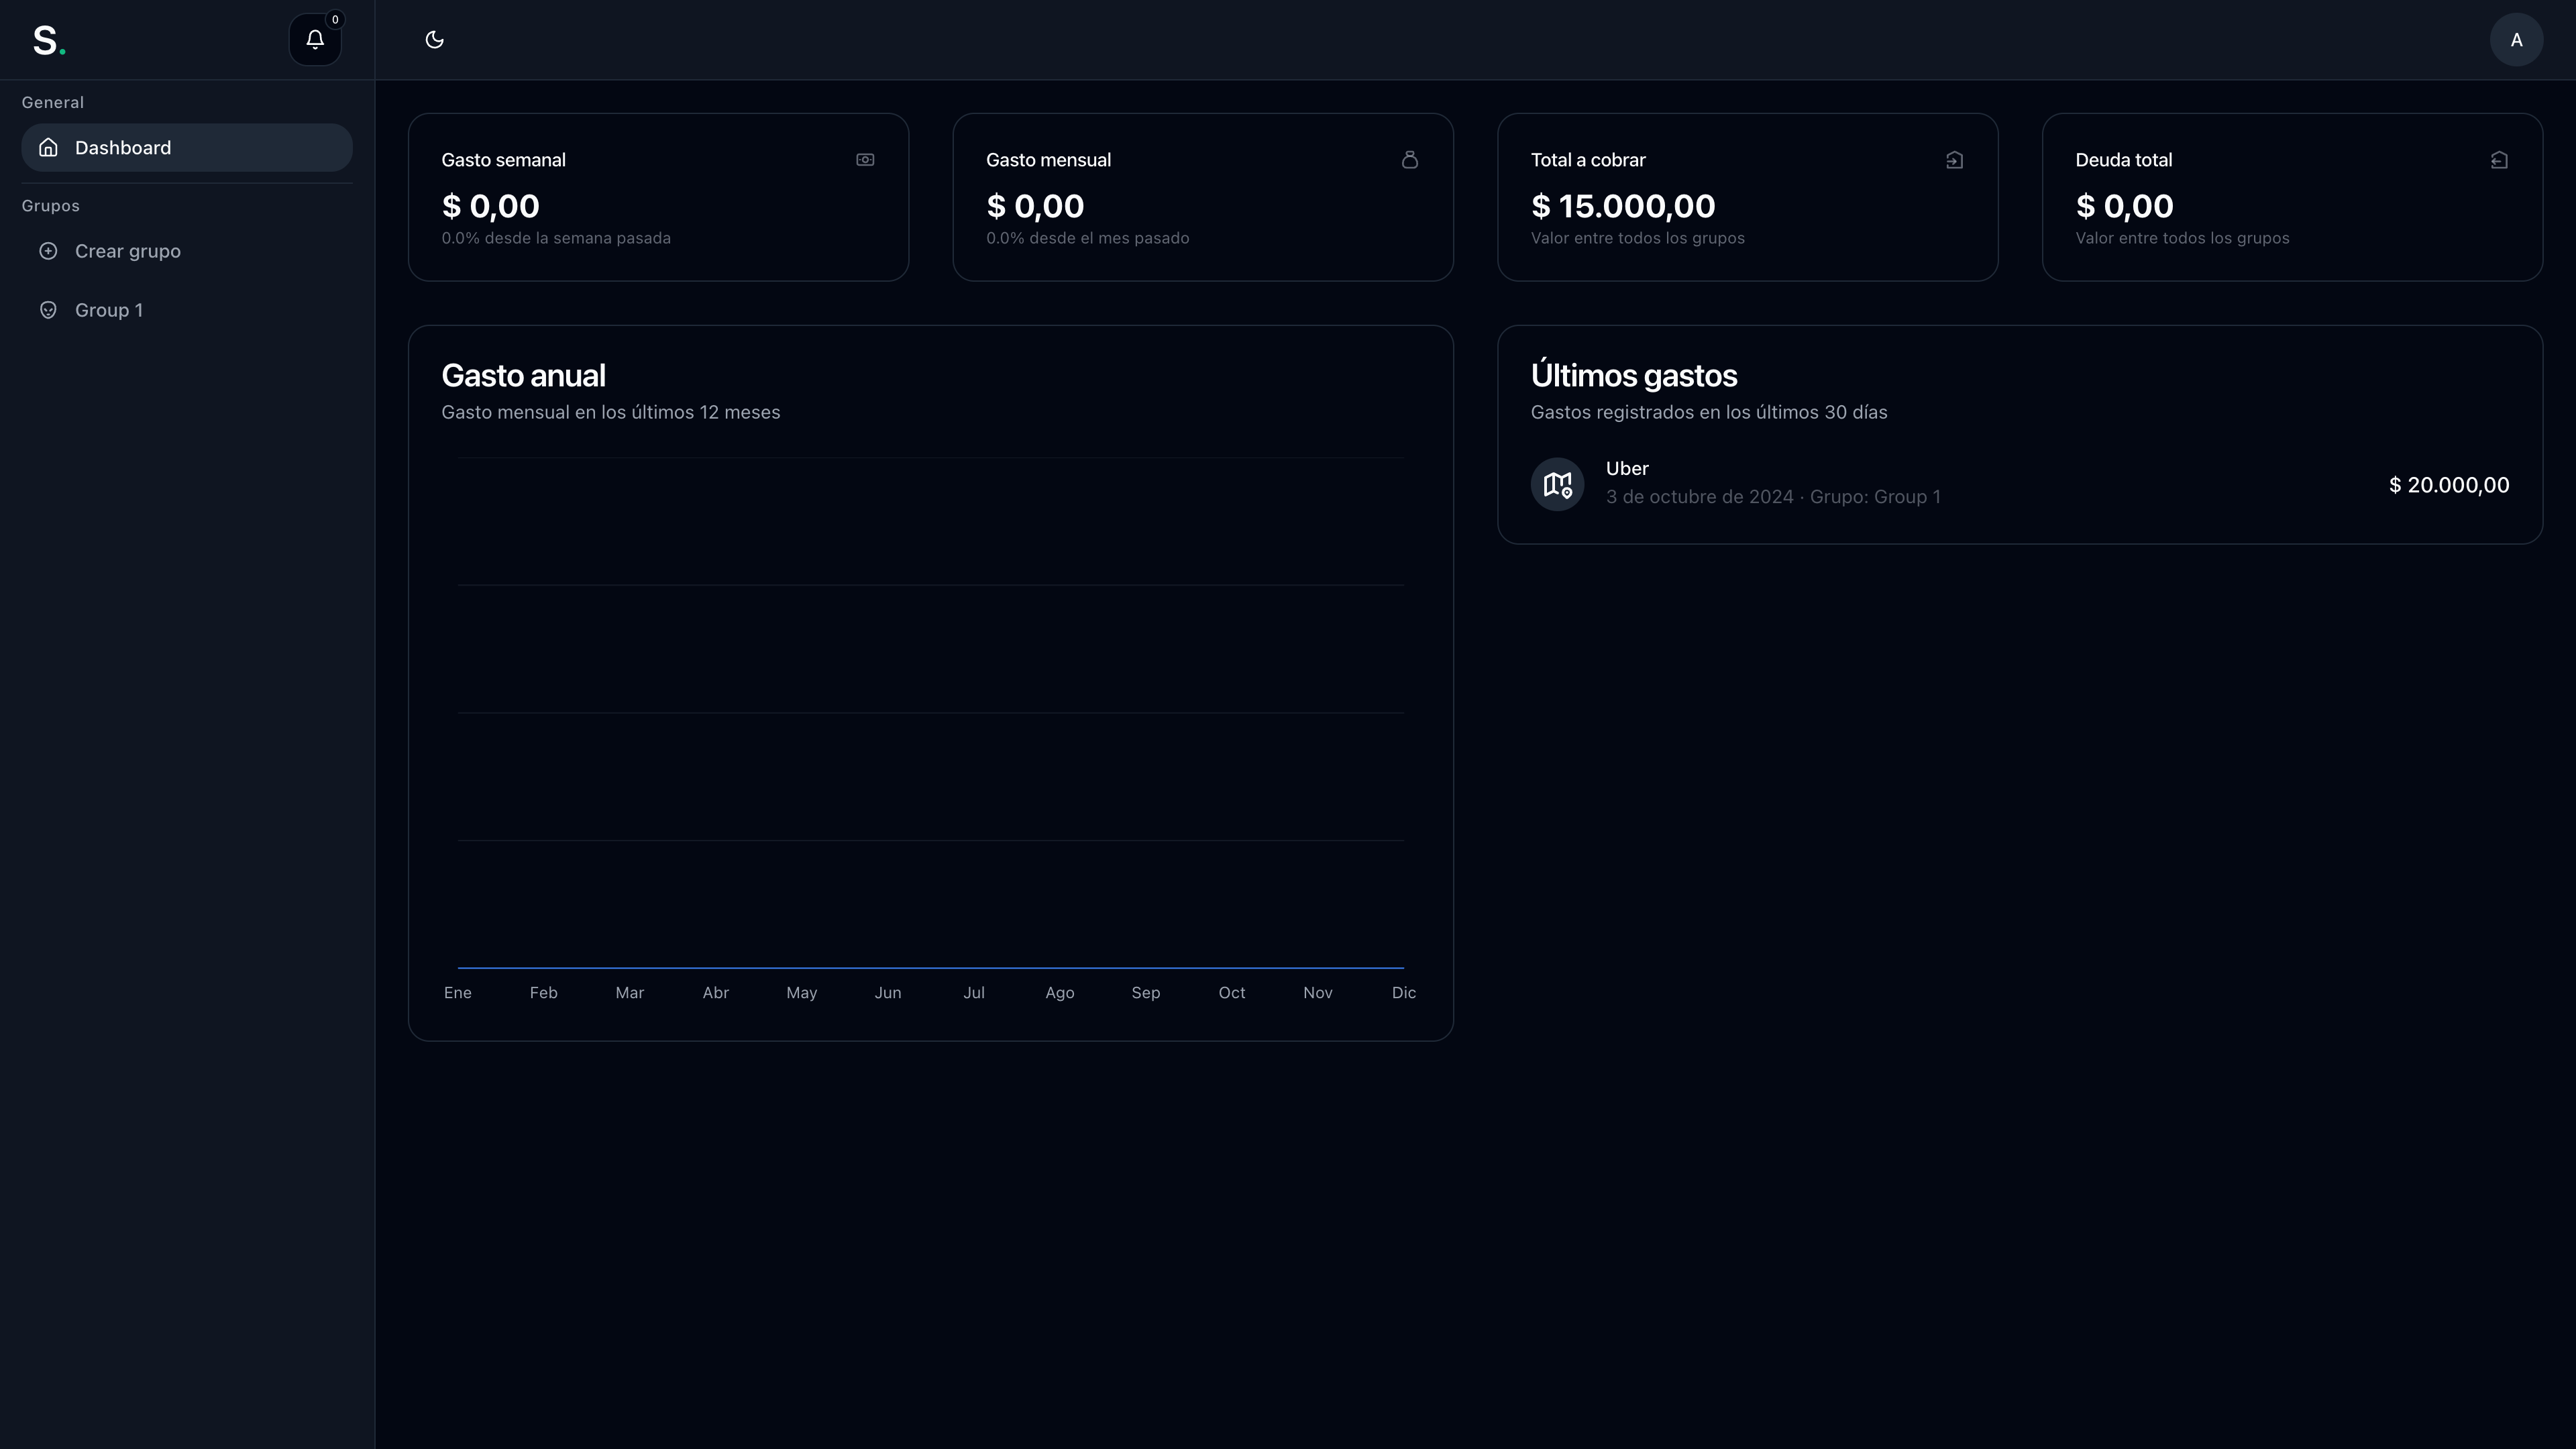 S.
0
A
General
Dashboard
Grupos
Crear grupo
Group 1
Gasto semanal
$ 0,00
0.0% desde la semana pasada
Gasto mensual
$ 0,00
0.0% desde el mes pasado
Total a cobrar
$ 15.000,00
Valor entre todos los grupos
Deuda total
$ 0,00
Valor entre todos los grupos
Gasto anual
Gasto mensual en los últimos 12 meses
Ene Feb Mar Abr May Jun Jul Ago Sep Oct Nov Dic
Últimos gastos
Gastos registrados en los últimos 30 días
Uber
3 de octubre de 2024 · Grupo: Group 1
$ 20.000,00